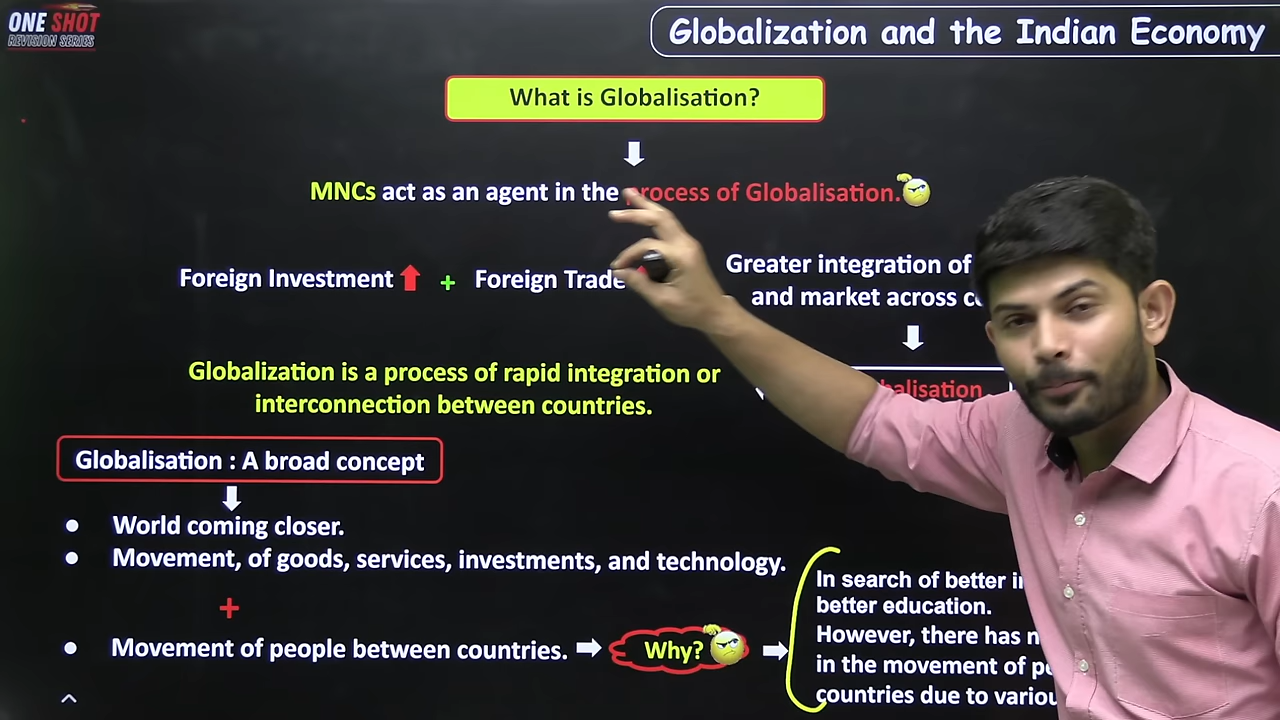 ONE SHOT
REVISION SERIES
Globalization and the Indian Economy
What is Globalisation?
MNCs act as an agent in the process of Globalisation.
Foreign Investment + Foreign Trade
Greater integration of
and market across
Globalization is a process of rapid integration or
interconnection between countries.
Globalisation : A broad concept
World coming closer.
Movement, of goods, services, investments, and technology.
+
Movement of people between countries.
Why?
In search of better
better education.
However, there has
in the movement of
countries due to